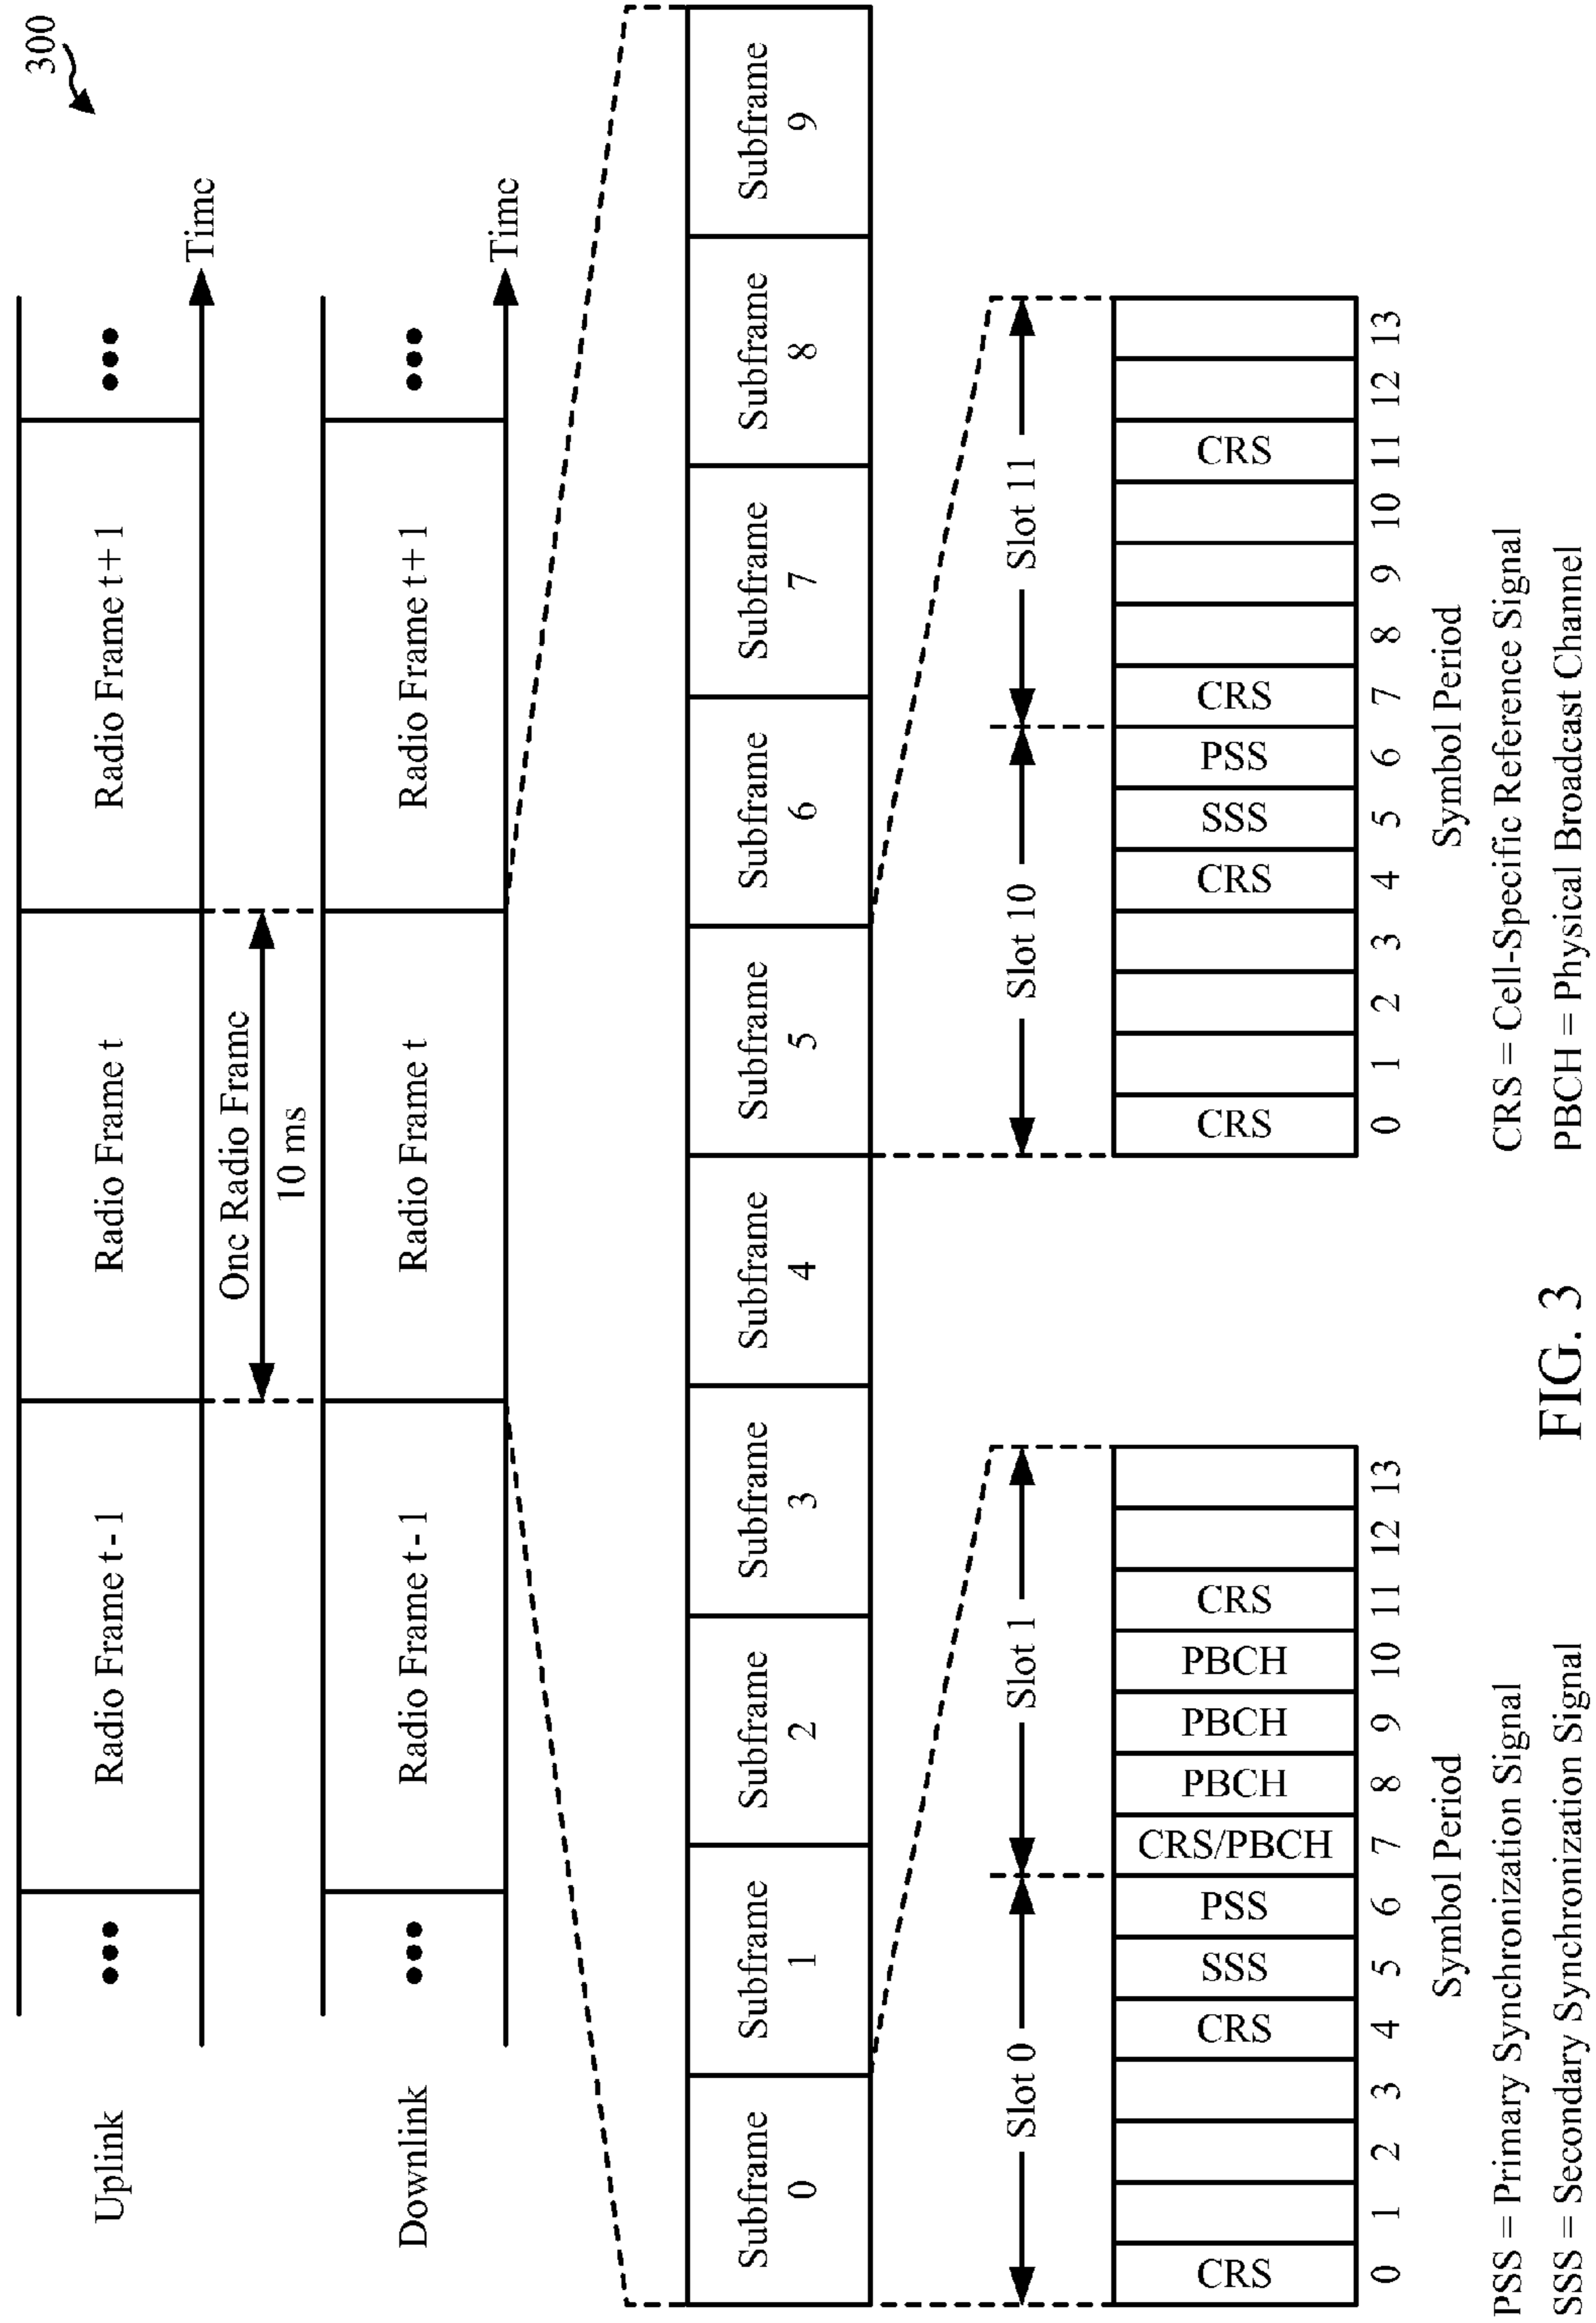 300
Uplink
••• Radio Frame t-1 Radio Frame t Radio Frame t+1 •••
Time
One Radio Frame
10 ms
Downlink
••• Radio Frame t-1 Radio Frame t Radio Frame t+1 •••
Time
Subframe 0
Subframe 1
Subframe 2
Subframe 3
Subframe 4
Subframe 5
Subframe 6
Subframe 7
Subframe 8
Subframe 9
Slot 0 Slot 1
CRS CRS SSS PSS CRS/PBCH PBCH PBCH PBCH CRS
0 1 2 3 4 5 6 7 8 9 10 11 12 13
Symbol Period
Slot 10 Slot 11
CRS CRS SSS PSS CRS CRS
0 1 2 3 4 5 6 7 8 9 10 11 12 13
Symbol Period
PSS = Primary Synchronization Signal
SSS = Secondary Synchronization Signal
CRS = Cell-Specific Reference Signal
PBCH = Physical Broadcast Channel
FIG. 3